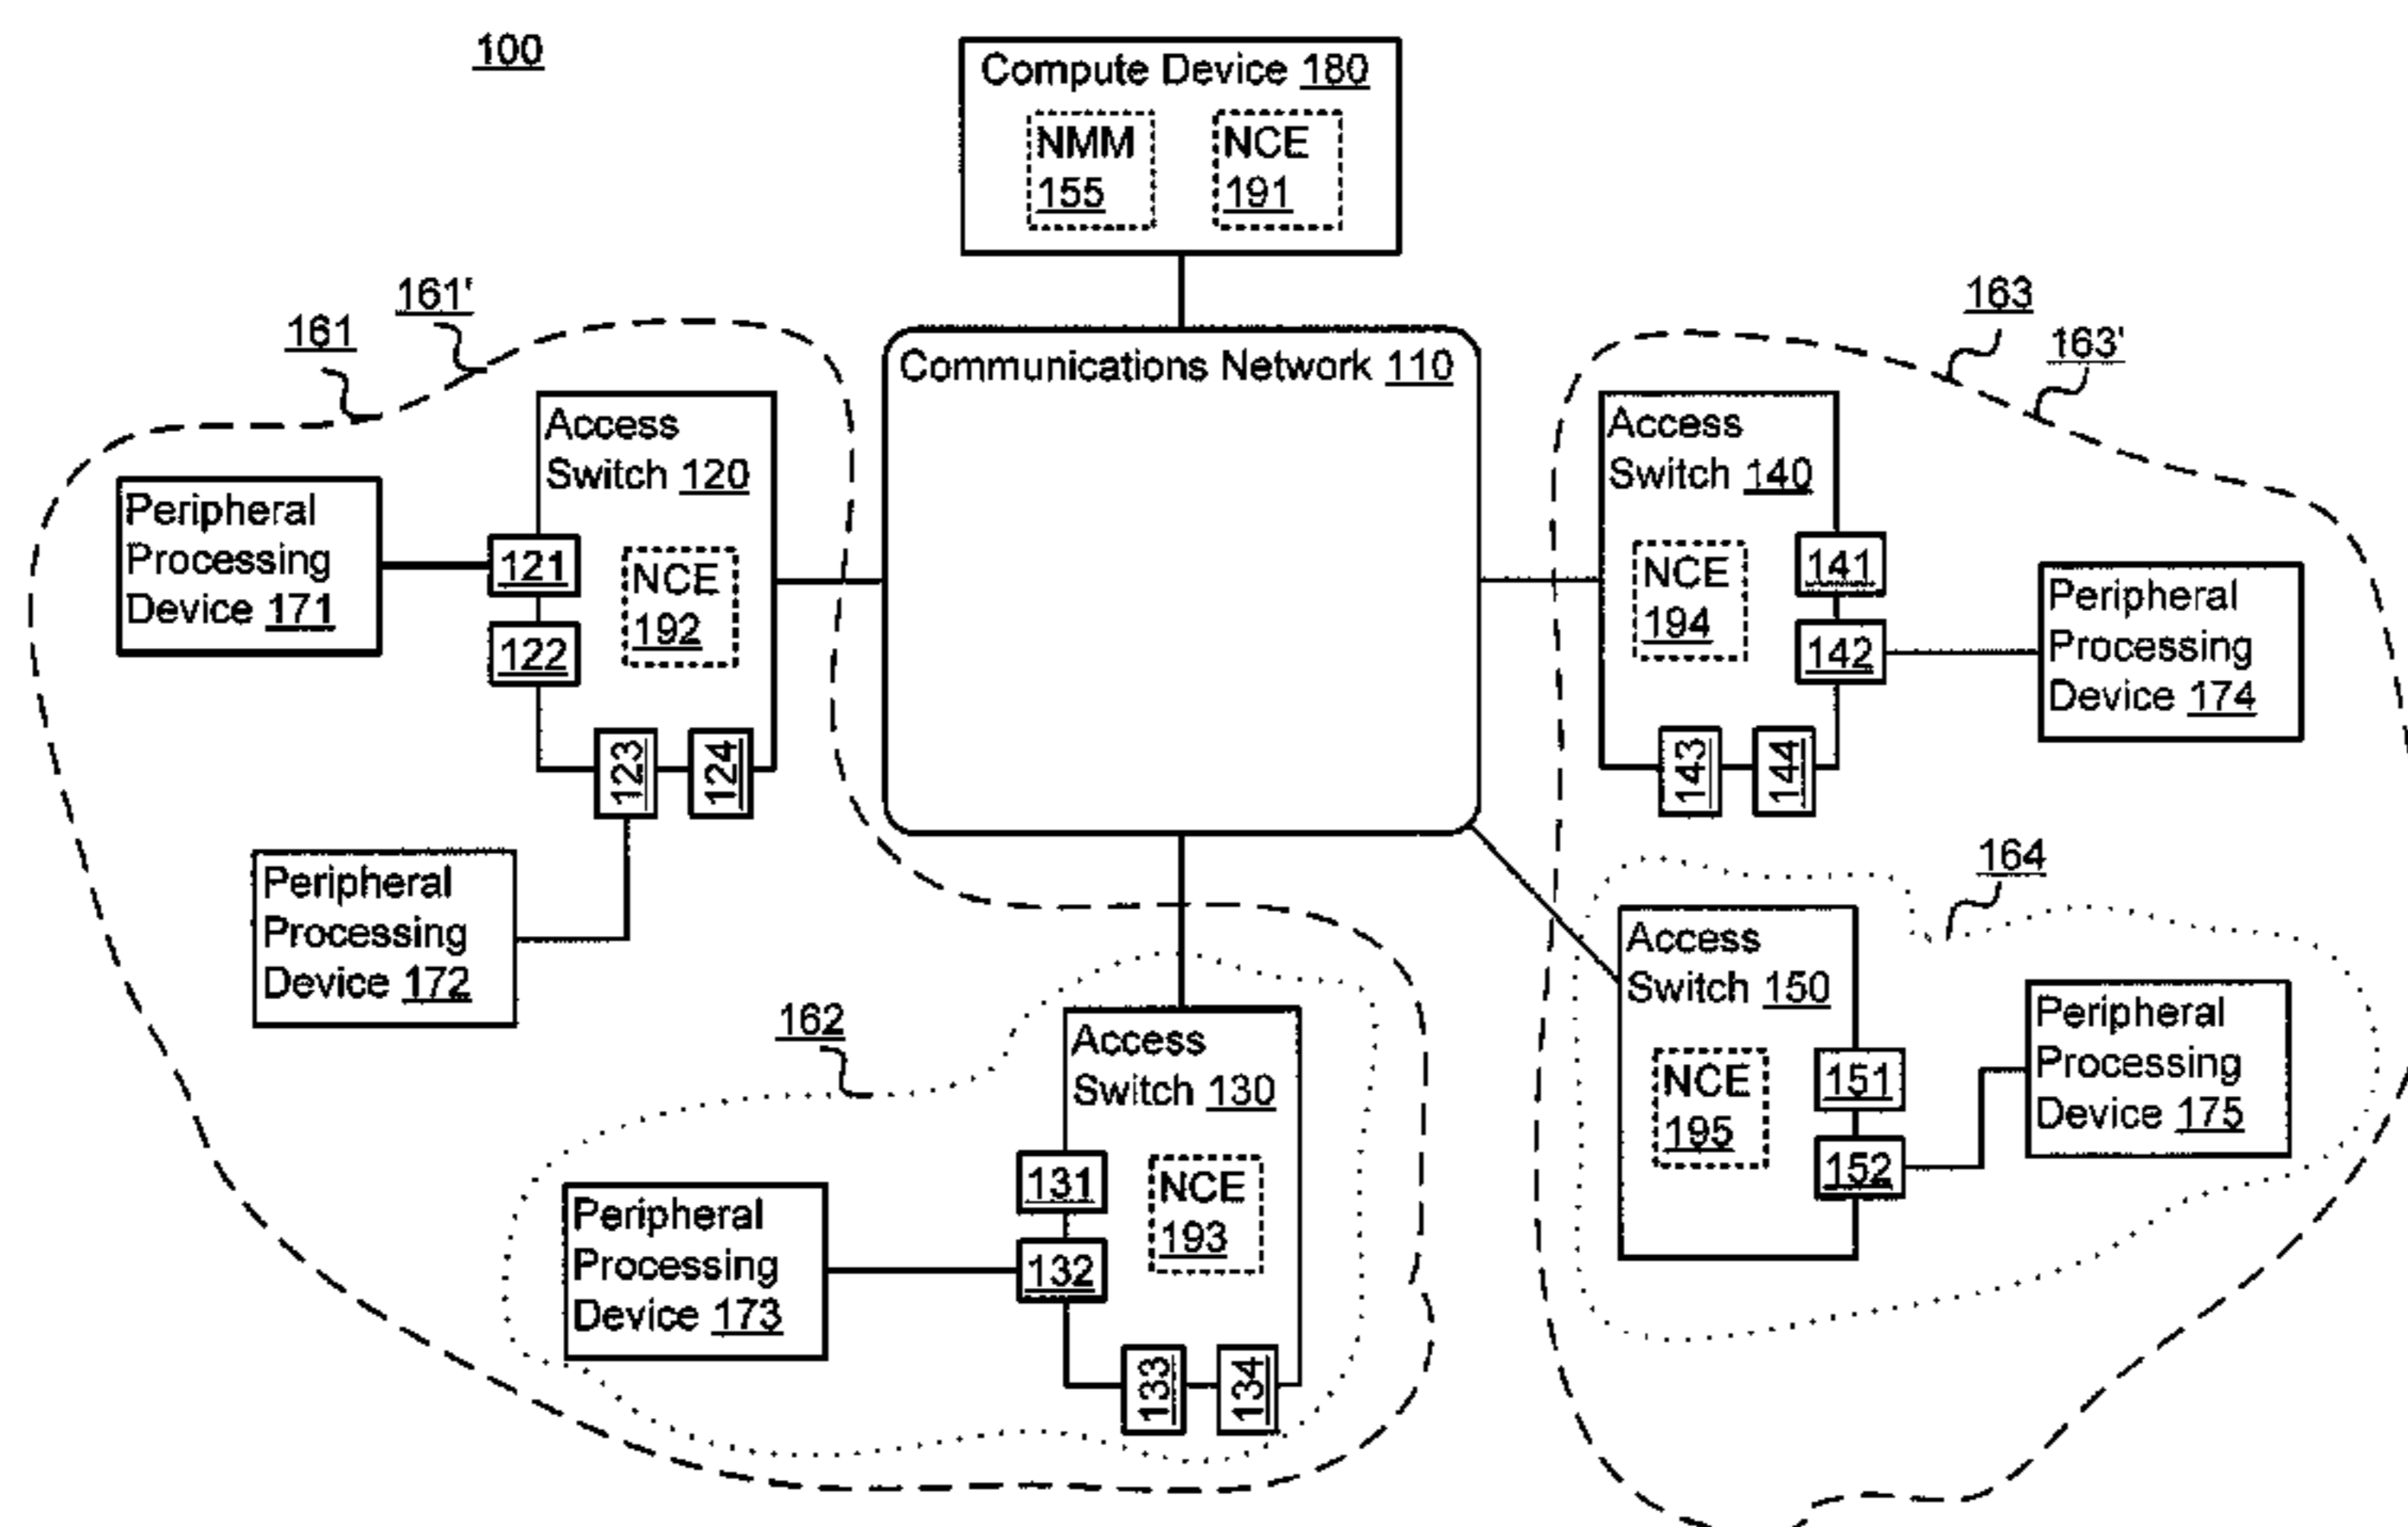 100
Compute Device 180
NMM
155
NCE
191
161
161'
163
163'
Communications Network 110
Access
Switch 120
NCE
192
121
122
123
124
Peripheral
Processing
Device 171
Peripheral
Processing
Device 172
Access
Switch 140
NCE
194
141
142
143
144
Peripheral
Processing
Device 174
162
Access
Switch 130
NCE
193
131
132
133
134
Peripheral
Processing
Device 173
164
Access
Switch 150
NCE
195
151
152
Peripheral
Processing
Device 175